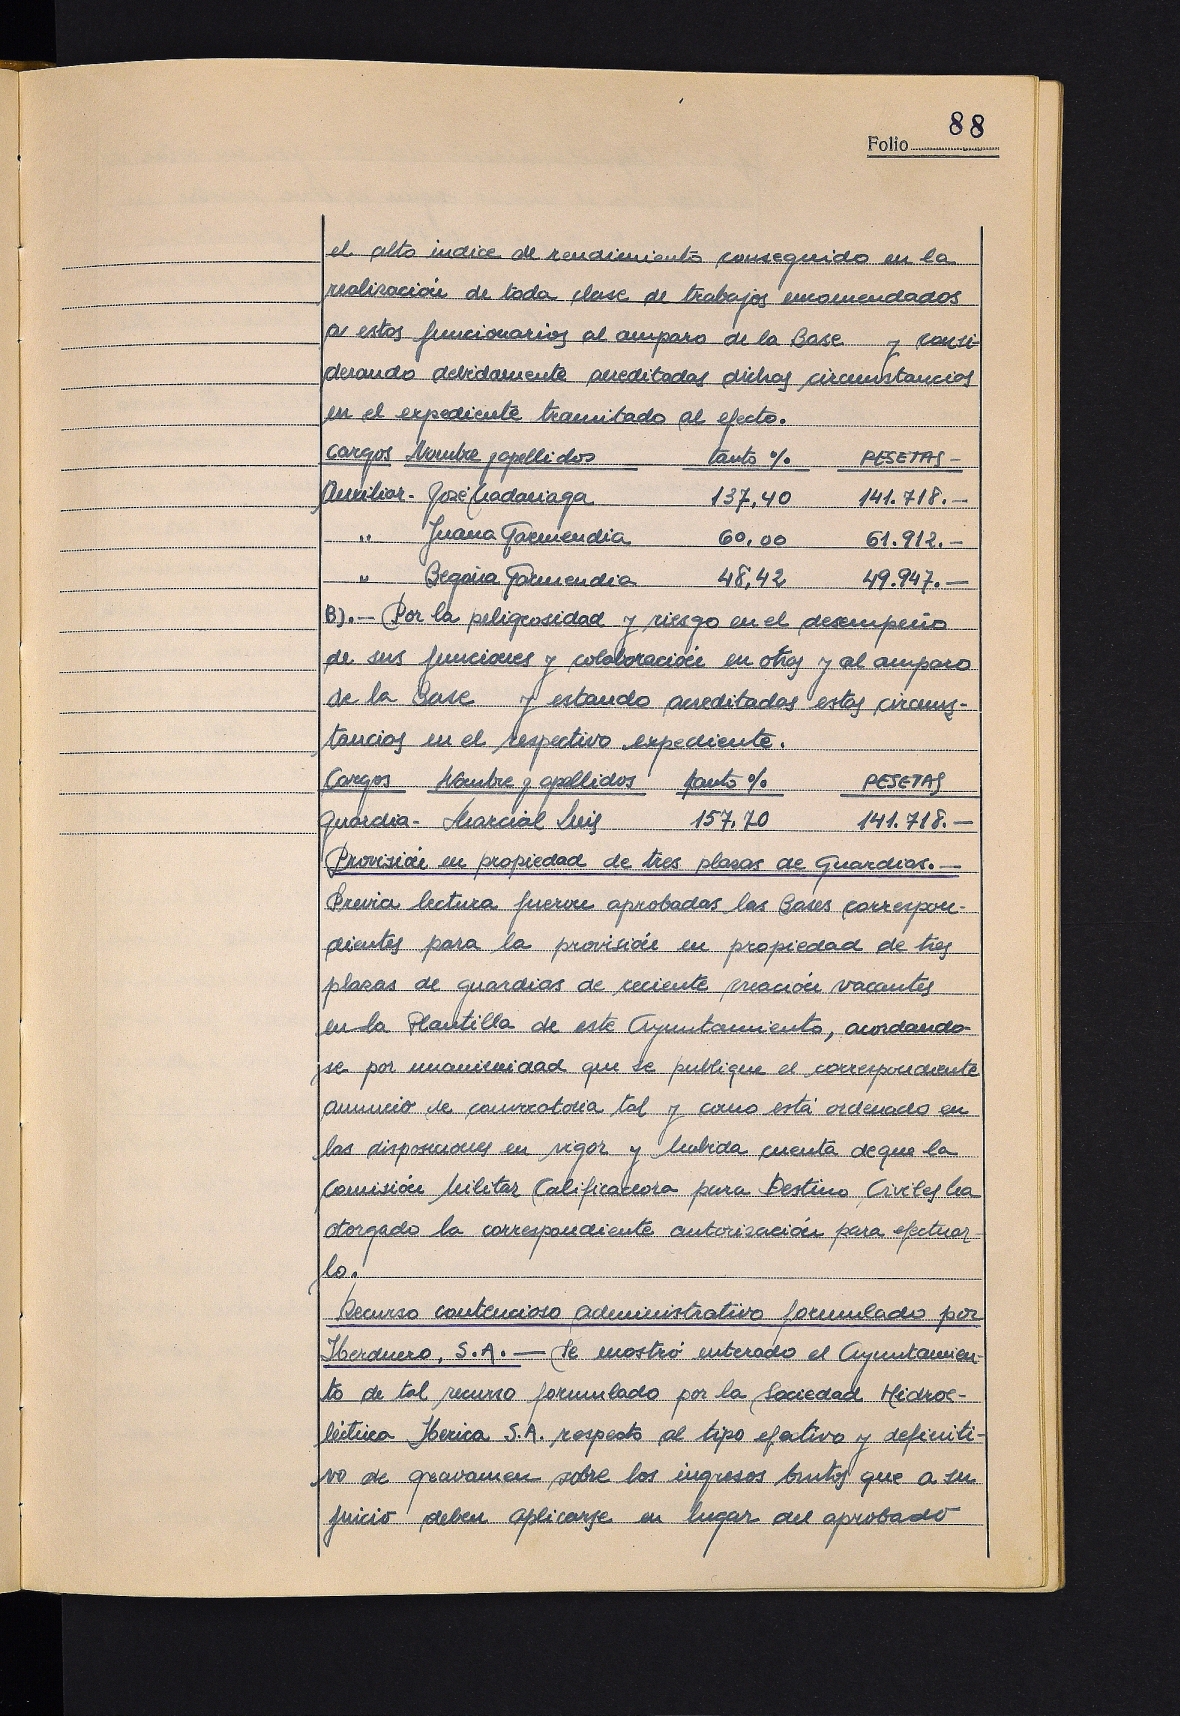 88
Folio
el alto indice de rendimiento conseguido en la
realización de toda clase de trabajos encomendados
a estos funcionarios al amparo de la Base y consi-
derando debidamente acreditadas dichas circunstancias
en el expediente tramitado al efecto.
Cargos Nombre y apellidos tanto % PESETAS-
Auxiliar- José Madariaga 137,40 141.718.-
" Juana Garmendia 60,00 61.912.-
" Begoña Garmendia 48,42 49.947.-
B).- Por la peligrosidad y riesgo en el desempeño
de sus funciones y colaboración en otras y al amparo
de la Base y estando acreditadas estas circuns-
tancias en el respectivo expediente.
Cargos Nombre y apellidos tanto % PESETAS
Guardia- Marcial Luis 157,70 141.718.-
Provisión en propiedad de tres plazas de Guardias.-
Previa lectura fueron aprobadas las Bases correspon-
dientes para la provisión en propiedad de tres
plazas de guardias de reciente creación vacantes
en la Plantilla de este Ayuntamiento, acordando-
se por unanimidad que se publique el correspondiente
anuncio de convocatoria tal y como está ordenado en
las disposiciones en vigor y habida cuenta de que la
Comisión Militar Calificadora para Destino Civiles ha
otorgado la correspondiente autorización para efectuar-
lo.
Recurso contencioso administrativo formulado por
Iberduero, S.A.- Se mostró enterado el Ayuntamien-
to de tal recurso formulado por la Sociedad Hidroe-
léctrica Iberica S.A. respecto al tipo efectivo y definiti-
vo de gravamen sobre los ingresos brutos que a su
juicio deben aplicarse en lugar del aprobado